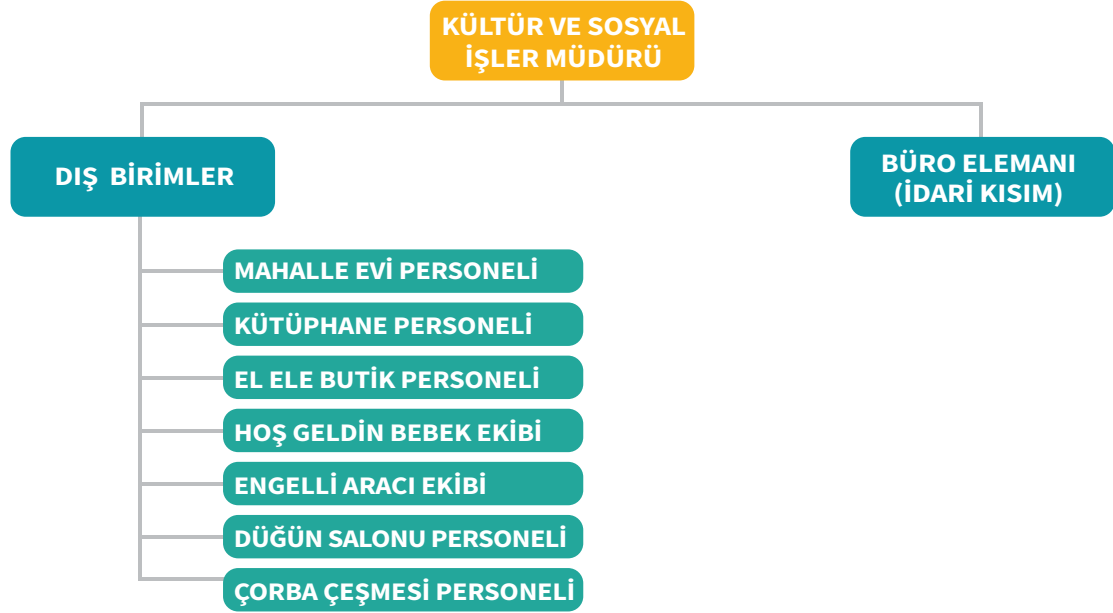 KÜLTÜR VE SOSYAL
İŞLER MÜDÜRÜ
DIŞ BİRİMLER
BÜRO ELEMANI
(İDARİ KISIM)
MAHALLE EVİ PERSONELİ
KÜTÜPHANE PERSONELİ
EL ELE BUTİK PERSONELİ
HOŞ GELDİN BEBEK EKİBİ
ENGELLİ ARACI EKİBİ
DÜĞÜN SALONU PERSONELİ
ÇORBA ÇEŞMESİ PERSONELİ